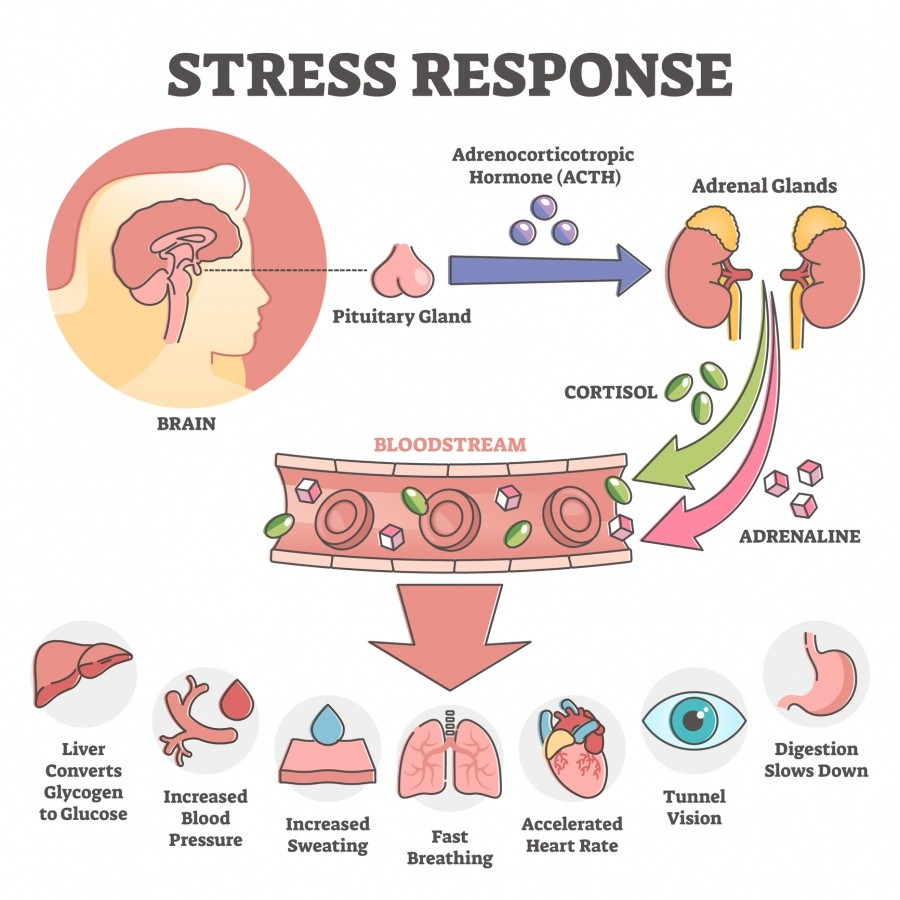 STRESS RESPONSE
Adrenocorticotropic
Hormone (ACTH)
Adrenal Glands
Pituitary Gland
BRAIN
CORTISOL
BLOODSTREAM
ADRENALINE
Liver
Converts
Glycogen
to Glucose
Increased
Blood
Pressure
Increased
Sweating
Fast
Breathing
Accelerated
Heart Rate
Tunnel
Vision
Digestion
Slows Down